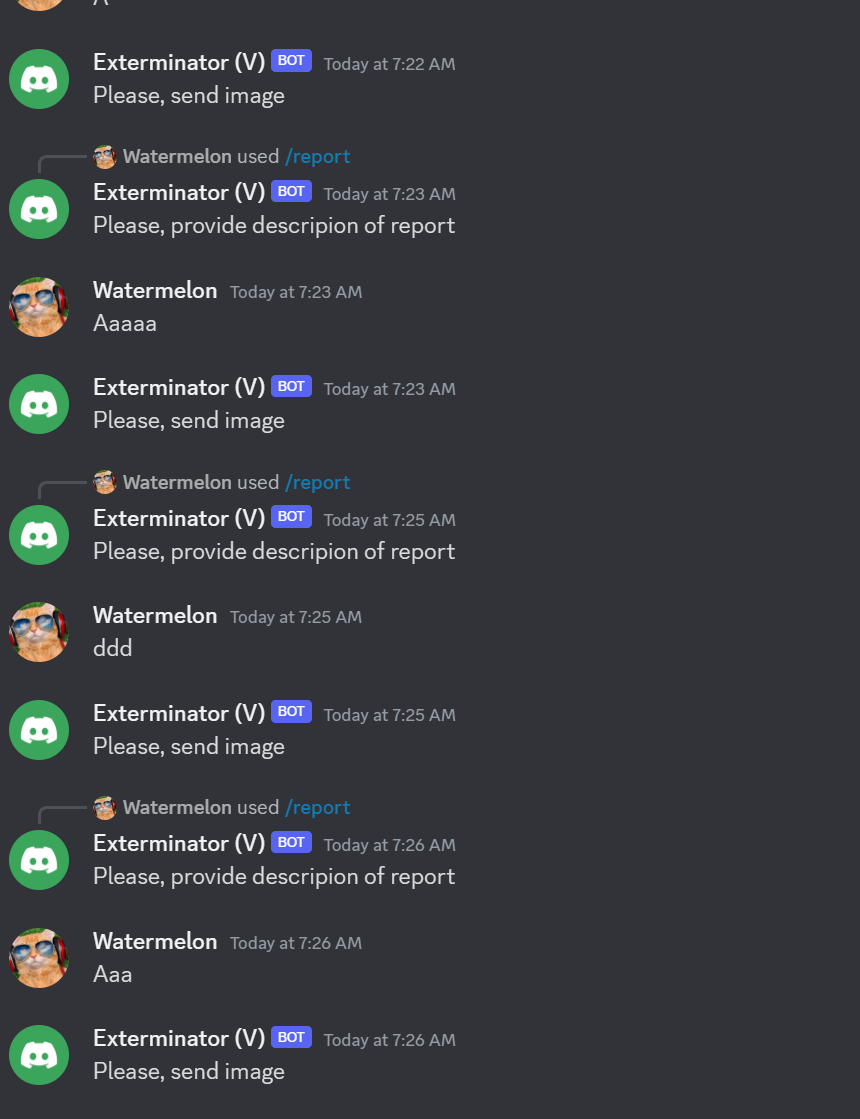 Exterminator (V) BOT Today at 7:22 AM
Please, send image
Watermelon used /report
Exterminator (V) BOT Today at 7:23 AM
Please, provide descripion of report
Watermelon Today at 7:23 AM
Aaaaa
Exterminator (V) BOT Today at 7:23 AM
Please, send image
Watermelon used /report
Exterminator (V) BOT Today at 7:25 AM
Please, provide descripion of report
Watermelon Today at 7:25 AM
ddd
Exterminator (V) BOT Today at 7:25 AM
Please, send image
Watermelon used /report
Exterminator (V) BOT Today at 7:26 AM
Please, provide descripion of report
Watermelon Today at 7:26 AM
Aaa
Exterminator (V) BOT Today at 7:26 AM
Please, send image